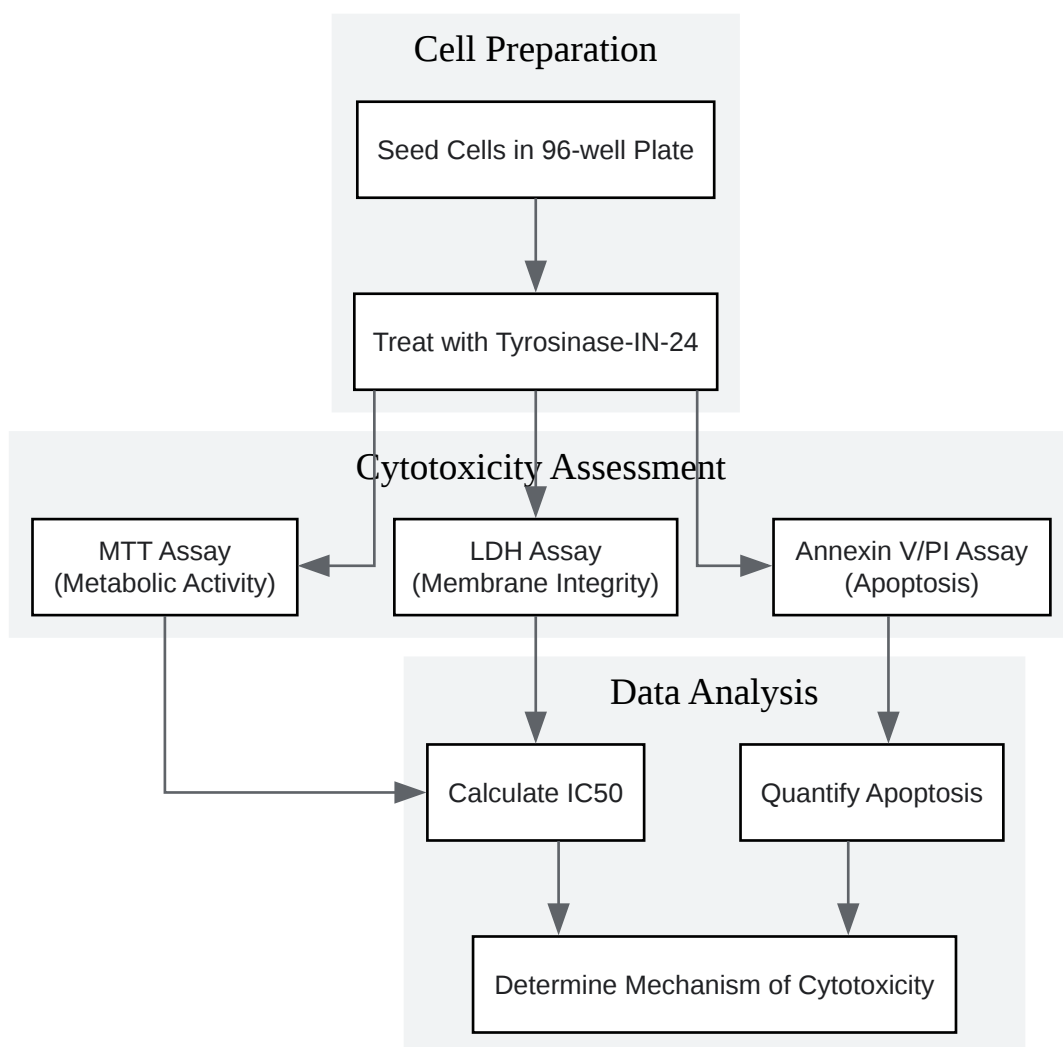 Cell Preparation
Seed Cells in 96-well Plate
Treat with Tyrosinase-IN-24
Cytotoxicity Assessment
MTT Assay
(Metabolic Activity)
LDH Assay
(Membrane Integrity)
Annexin V/PI Assay
(Apoptosis)
Data Analysis
Calculate IC50
Quantify Apoptosis
Determine Mechanism of Cytotoxicity